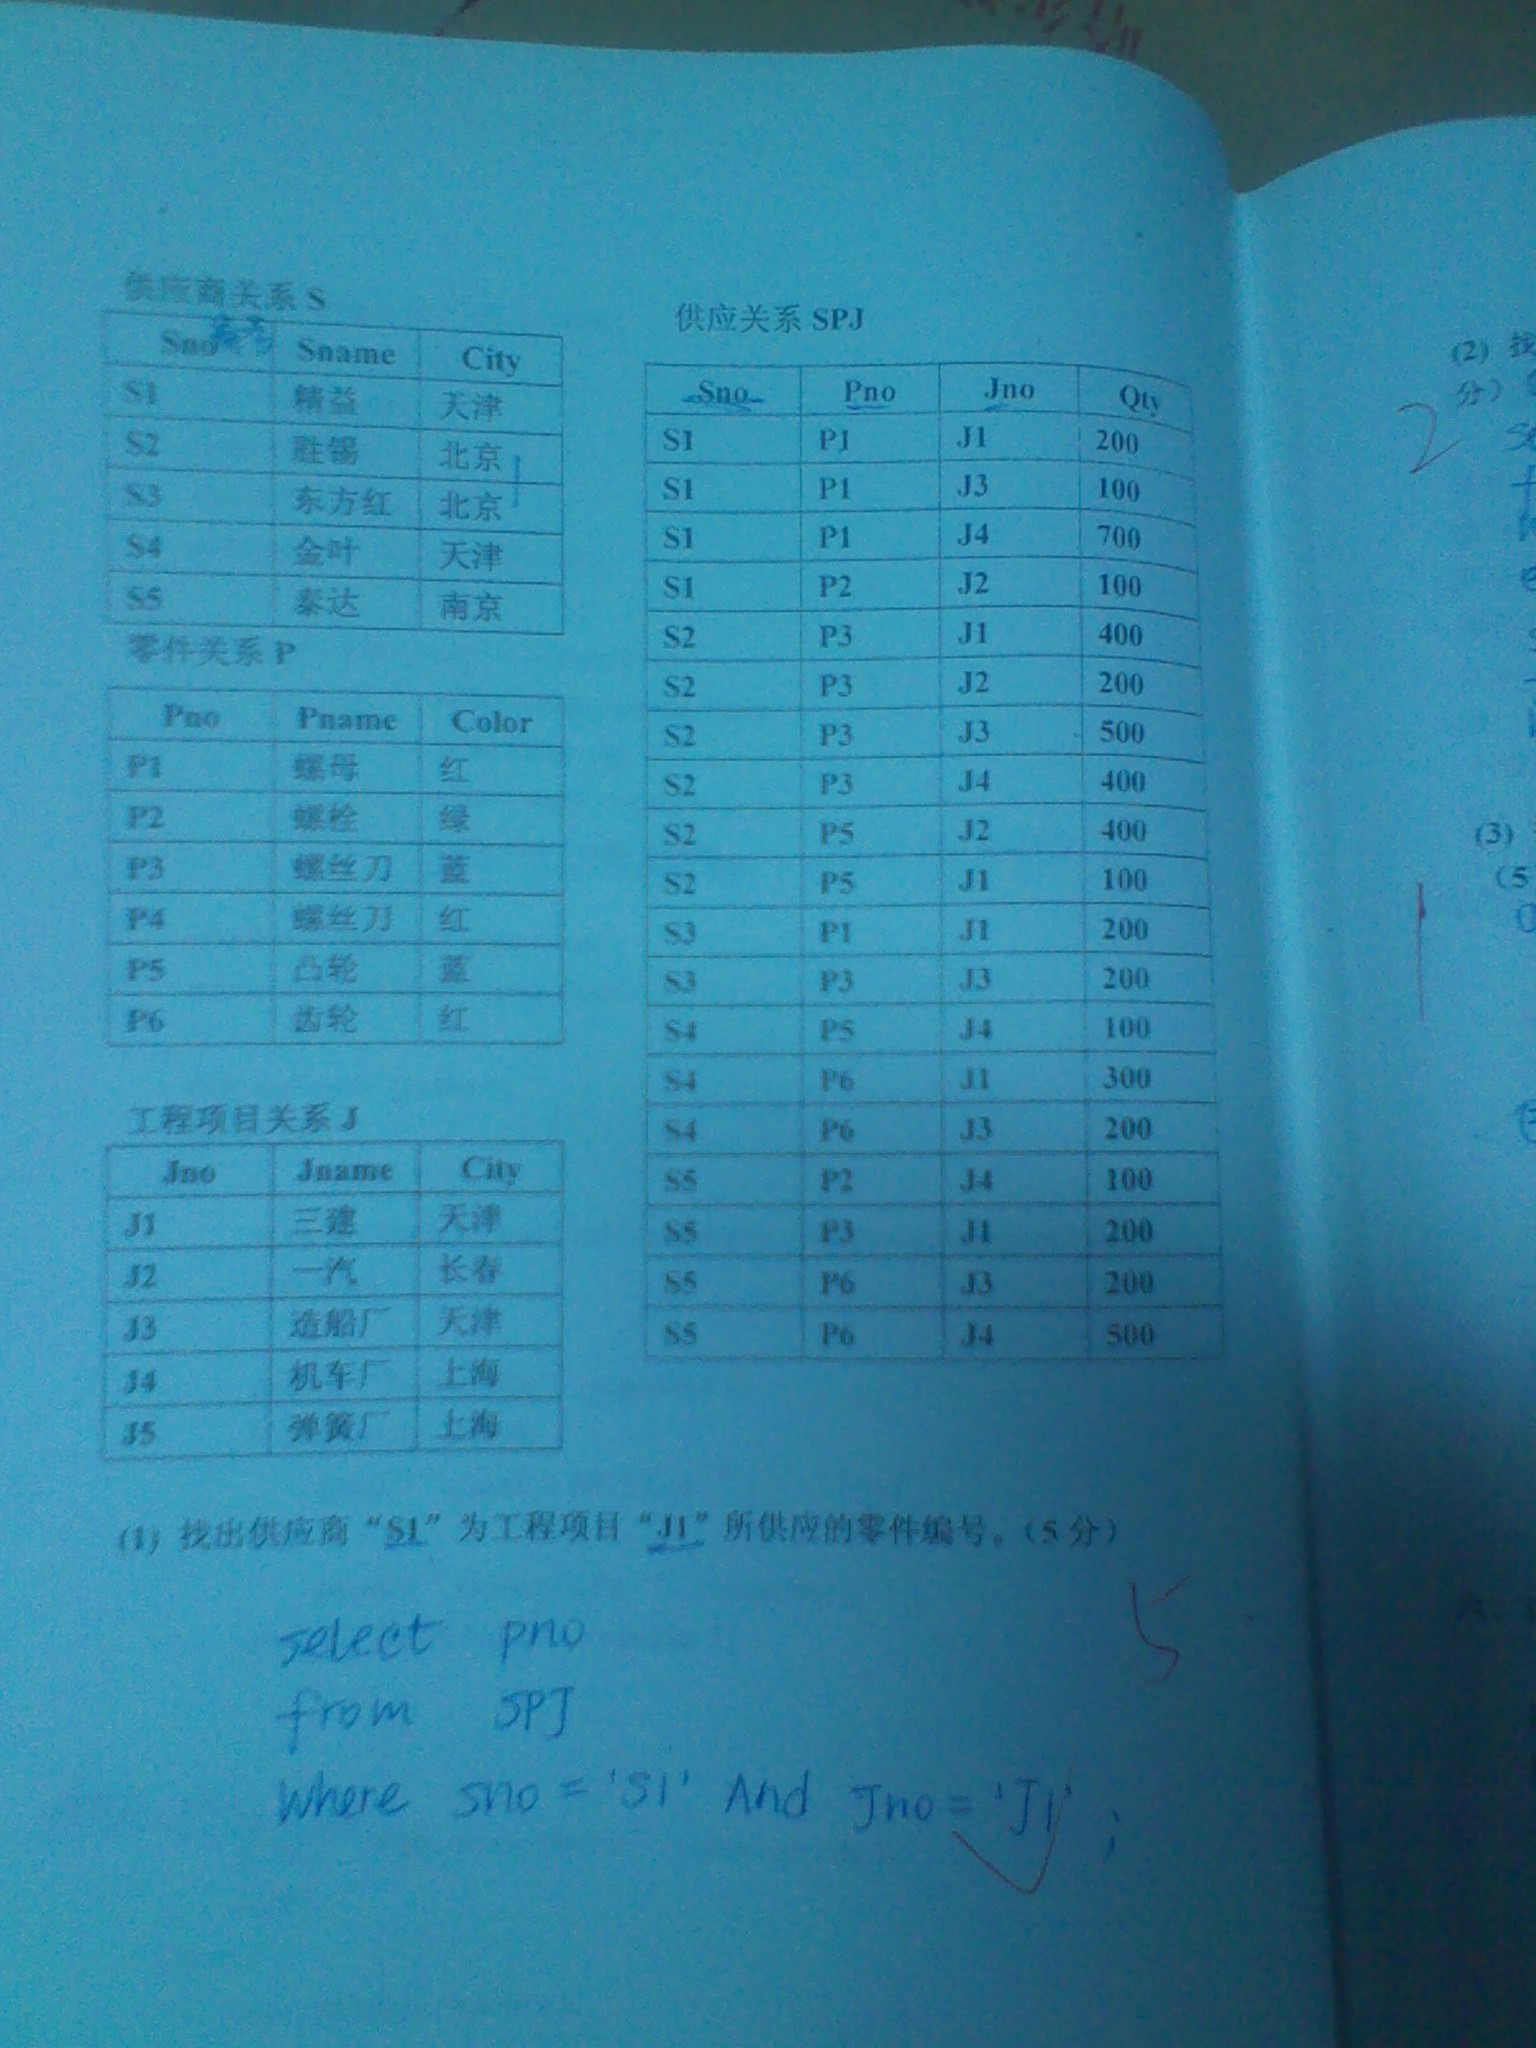 供应商关系 S
Sno Sname City
S1 精益 天津
S2 胜锡 北京
S3 东方红 北京
S4 金叶 天津
S5 泰达 南京
零件关系 P
Pno Pname Color
P1 螺母 红
P2 螺栓 绿
P3 螺丝刀 蓝
P4 螺丝刀 红
P5 凸轮 蓝
P6 齿轮 红
工程项目关系 J
Jno Jname City
J1 三建 天津
J2 一汽 长春
J3 造船厂 天津
J4 机车厂 上海
J5 弹簧厂 上海
供应关系 SPJ
Sno Pno Jno Qty
S1 P1 J1 200
S1 P1 J3 100
S1 P1 J4 700
S1 P2 J2 100
S2 P3 J1 400
S2 P3 J2 200
S2 P3 J3 500
S2 P3 J4 400
S2 P5 J2 400
S2 P5 J1 100
S3 P1 J1 200
S3 P3 J3 200
S4 P5 J4 100
S4 P6 J1 300
S4 P6 J3 200
S5 P2 J4 100
S5 P3 J1 200
S5 P6 J3 200
S5 P6 J4 500
(1) 找出供应商“S1”为工程项目“J1”所供应的零件编号。（5 分）
5
select pno
from SPJ
where sno = 'S1' And Jno = 'J1' ;
(2) 找
分）
2
(3)
（5